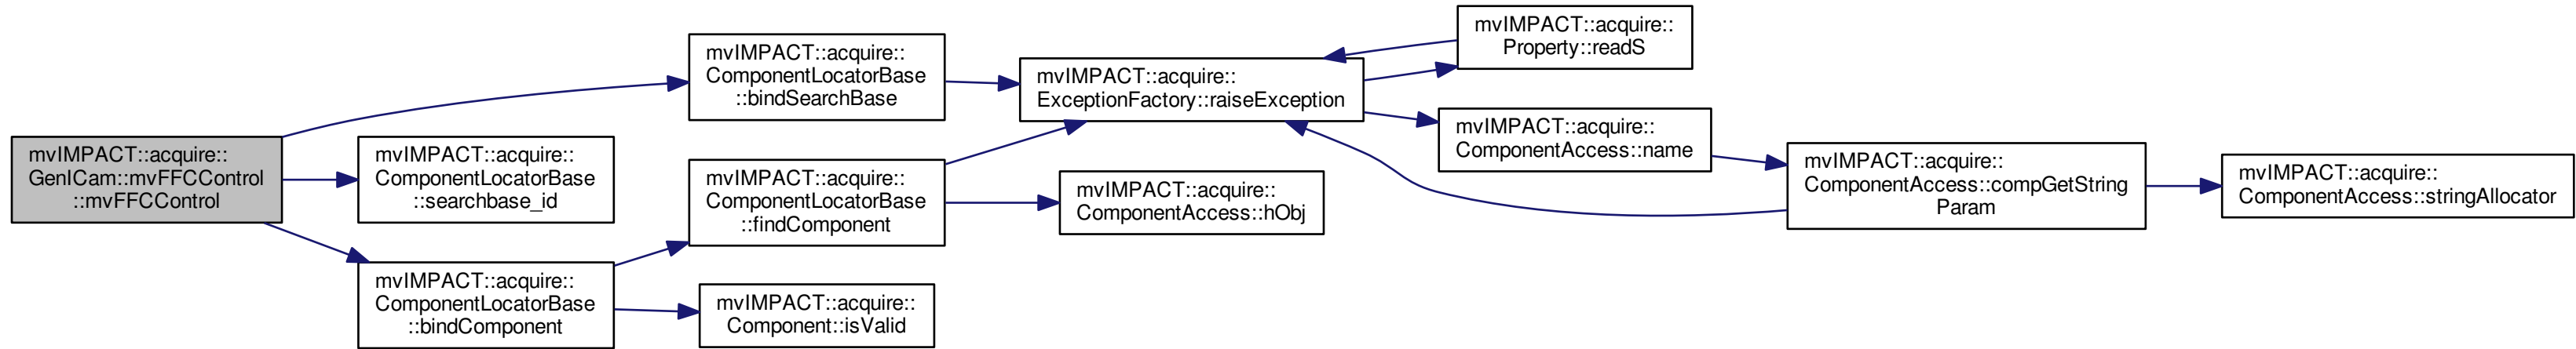 mvIMPACT::acquire::
GenICam::mvFFCControl
::mvFFCControl
mvIMPACT::acquire::
ComponentLocatorBase
::bindSearchBase
mvIMPACT::acquire::
ComponentLocatorBase
::searchbase_id
mvIMPACT::acquire::
ComponentLocatorBase
::bindComponent
mvIMPACT::acquire::
ComponentLocatorBase
::findComponent
mvIMPACT::acquire::
Component::isValid
mvIMPACT::acquire::
ExceptionFactory::raiseException
mvIMPACT::acquire::
ComponentAccess::hObj
mvIMPACT::acquire::
Property::readS
mvIMPACT::acquire::
ComponentAccess::name
mvIMPACT::acquire::
ComponentAccess::compGetString
Param
mvIMPACT::acquire::
ComponentAccess::stringAllocator